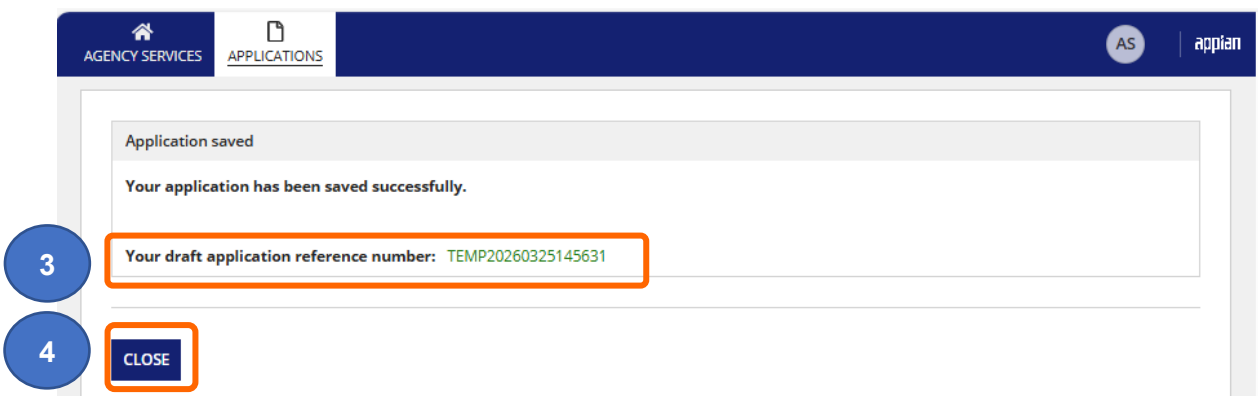 AGENCY SERVICES
APPLICATIONS
AS
appian
Application saved
Your application has been saved successfully.
3
Your draft application reference number: TEMP20260325145631
4
CLOSE